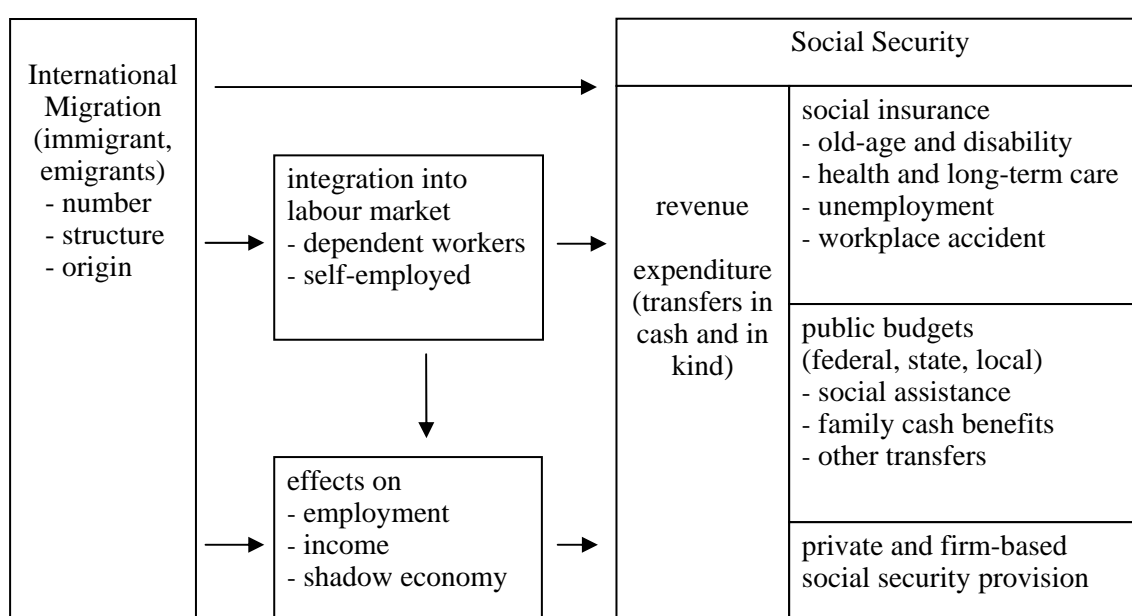 International
Migration
(immigrant,
emigrants)
- number
- structure
- origin
integration into
labour market
- dependent workers
- self-employed
effects on
- employment
- income
- shadow economy
Social Security
revenue
expenditure
(transfers in
cash and in
kind)
social insurance
- old-age and disability
- health and long-term care
- unemployment
- workplace accident
public budgets
(federal, state, local)
- social assistance
- family cash benefits
- other transfers
private and firm-based
social security provision